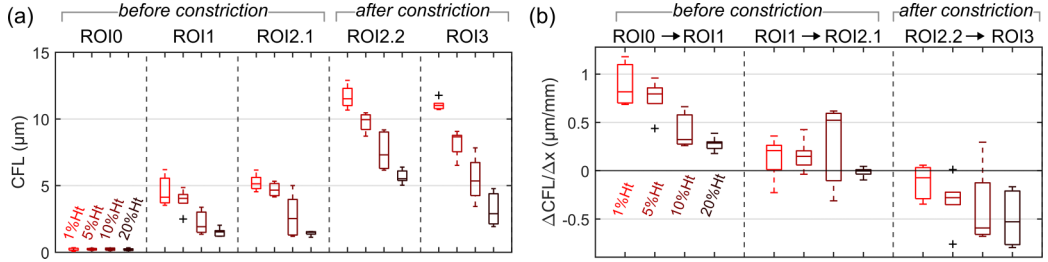 (a)
before constriction
after constriction
ROI0 ROI1 ROI2.1 ROI2.2 ROI3
CFL (μm)
15
10
5
0
1%Ht 5%Ht 10%Ht 20%Ht
(b)
before constriction
after constriction
ROI0 → ROI1 ROI1 → ROI2.1 ROI2.2 → ROI3
ΔCFL/Δx (μm/mm)
1
0.5
0
-0.5
1%Ht 5%Ht 10%Ht 20%Ht